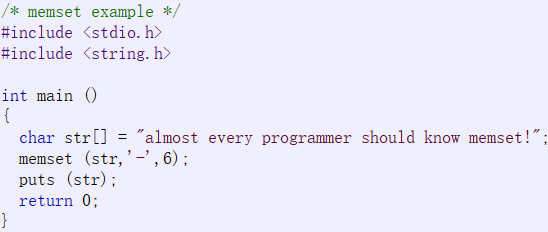 /* memset example */
#include <stdio.h>
#include <string.h>

int main ()
{
  char str[] = "almost every programmer should know memset!";
  memset (str,'-',6);
  puts (str);
  return 0;
}